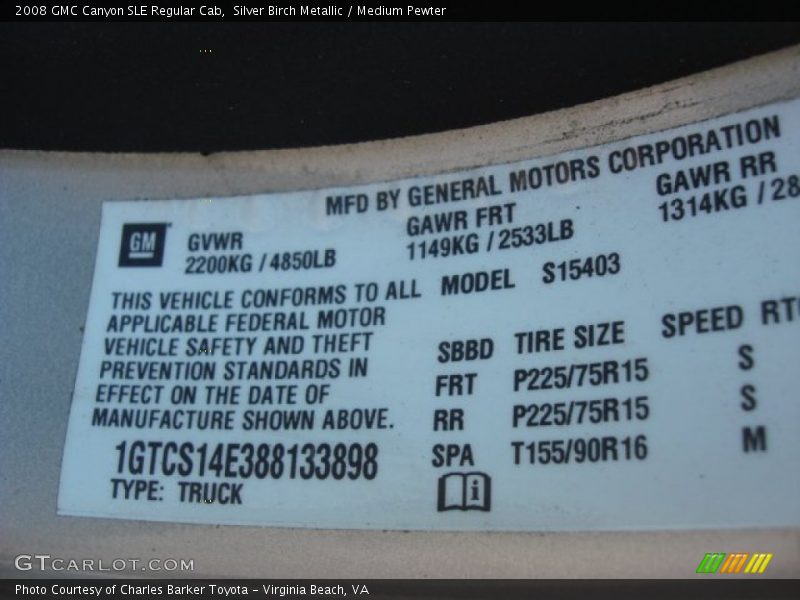 2008 GMC Canyon SLE Regular Cab,  Silver Birch Metallic / Medium Pewter
MFD BY GENERAL MOTORS CORPORATION
GM GVWR GAWR FRT GAWR RR
2200KG / 4850LB 1149KG / 2533LB 1314KG / 28
THIS VEHICLE CONFORMS TO ALL MODEL S15403
APPLICABLE FEDERAL MOTOR
VEHICLE SAFETY AND THEFT SBBD TIRE SIZE SPEED RTG
PREVENTION STANDARDS IN FRT P225/75R15 S
EFFECT ON THE DATE OF RR P225/75R15 S
MANUFACTURE SHOWN ABOVE. SPA T155/90R16 M
1GTCS14E388133898
TYPE: TRUCK
GTCARLOT.COM
Photo Courtesy of Charles Barker Toyota - Virginia Beach, VA